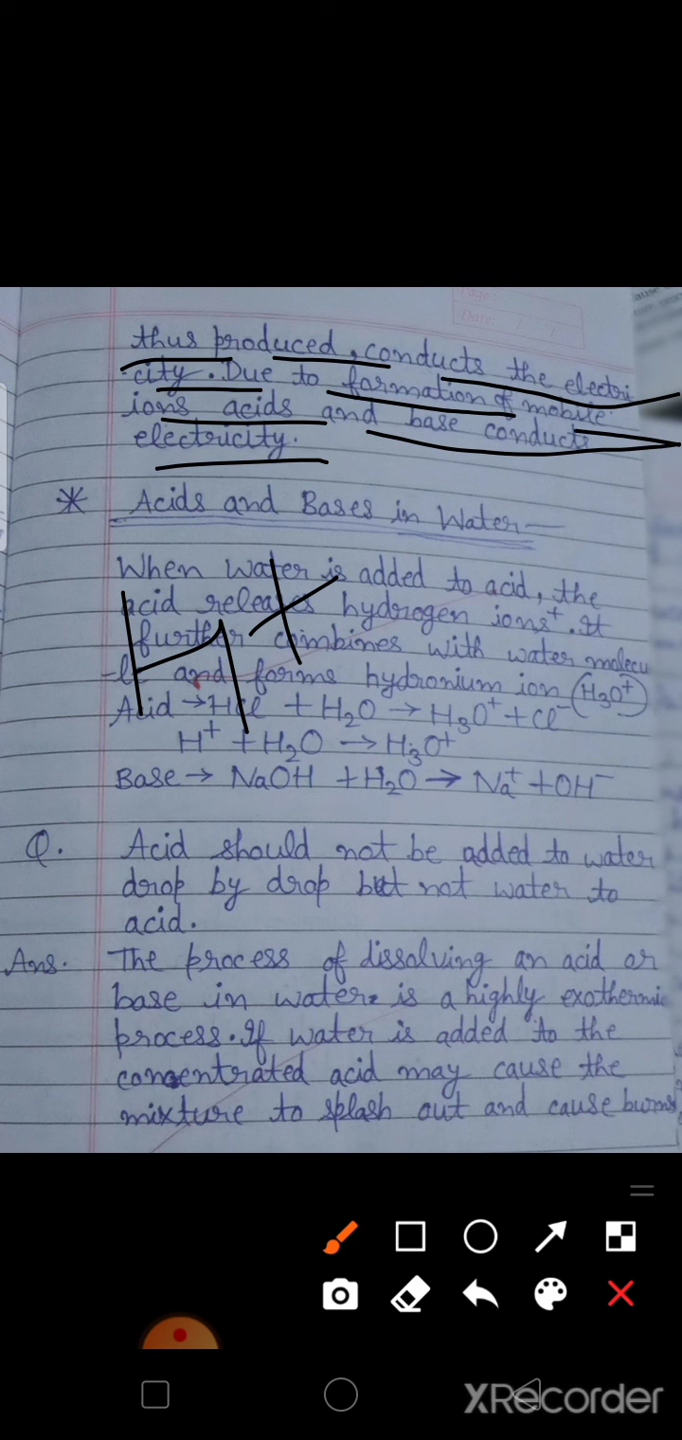 Page:
Date: / /
thus produced, conducts the electri
city. Due to formation of mobile
ions acids and base conducts
electricity.
* Acids and Bases in Water—
When water is added to acid, the
acid releases hydrogen ions⁺. It
further combines with water molecu
-le and forms hydronium ion (H₃O⁺)
Acid → HCl + H₂O → H₃O⁺ + Cl⁻
H⁺ + H₂O → H₃O⁺
Base → NaOH + H₂O → Na⁺ + OH⁻
Q. Acid should not be added to water
drop by drop but not water to
acid.
Ans. The process of dissolving an acid or
base in water is a highly exothermic
process. If water is added to the
concentrated acid may cause the
mixture to splash out and cause burns
XRecorder